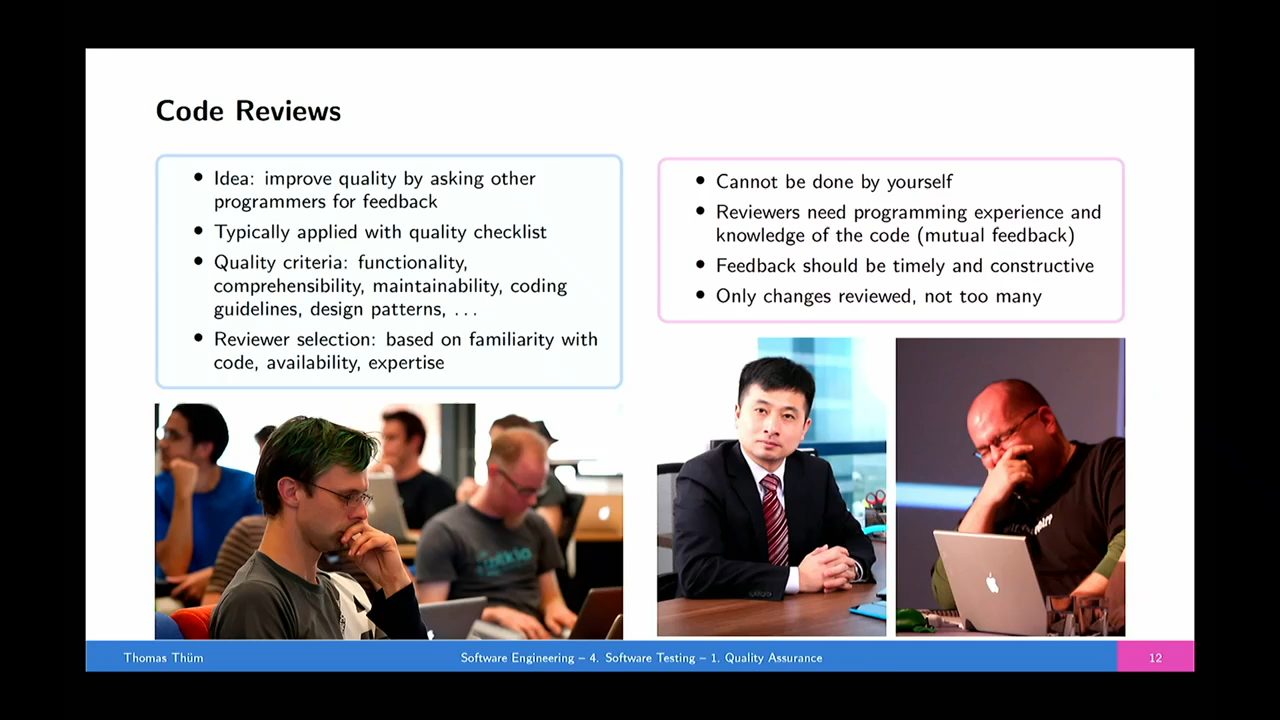 Code Reviews
• Idea: improve quality by asking other
programmers for feedback
• Typically applied with quality checklist
• Quality criteria: functionality,
comprehensibility, maintainability, coding
guidelines, design patterns, . . .
• Reviewer selection: based on familiarity with
code, availability, expertise
• Cannot be done by yourself
• Reviewers need programming experience and
knowledge of the code (mutual feedback)
• Feedback should be timely and constructive
• Only changes reviewed, not too many
Thomas Thüm
Software Engineering – 4. Software Testing – 1. Quality Assurance
12